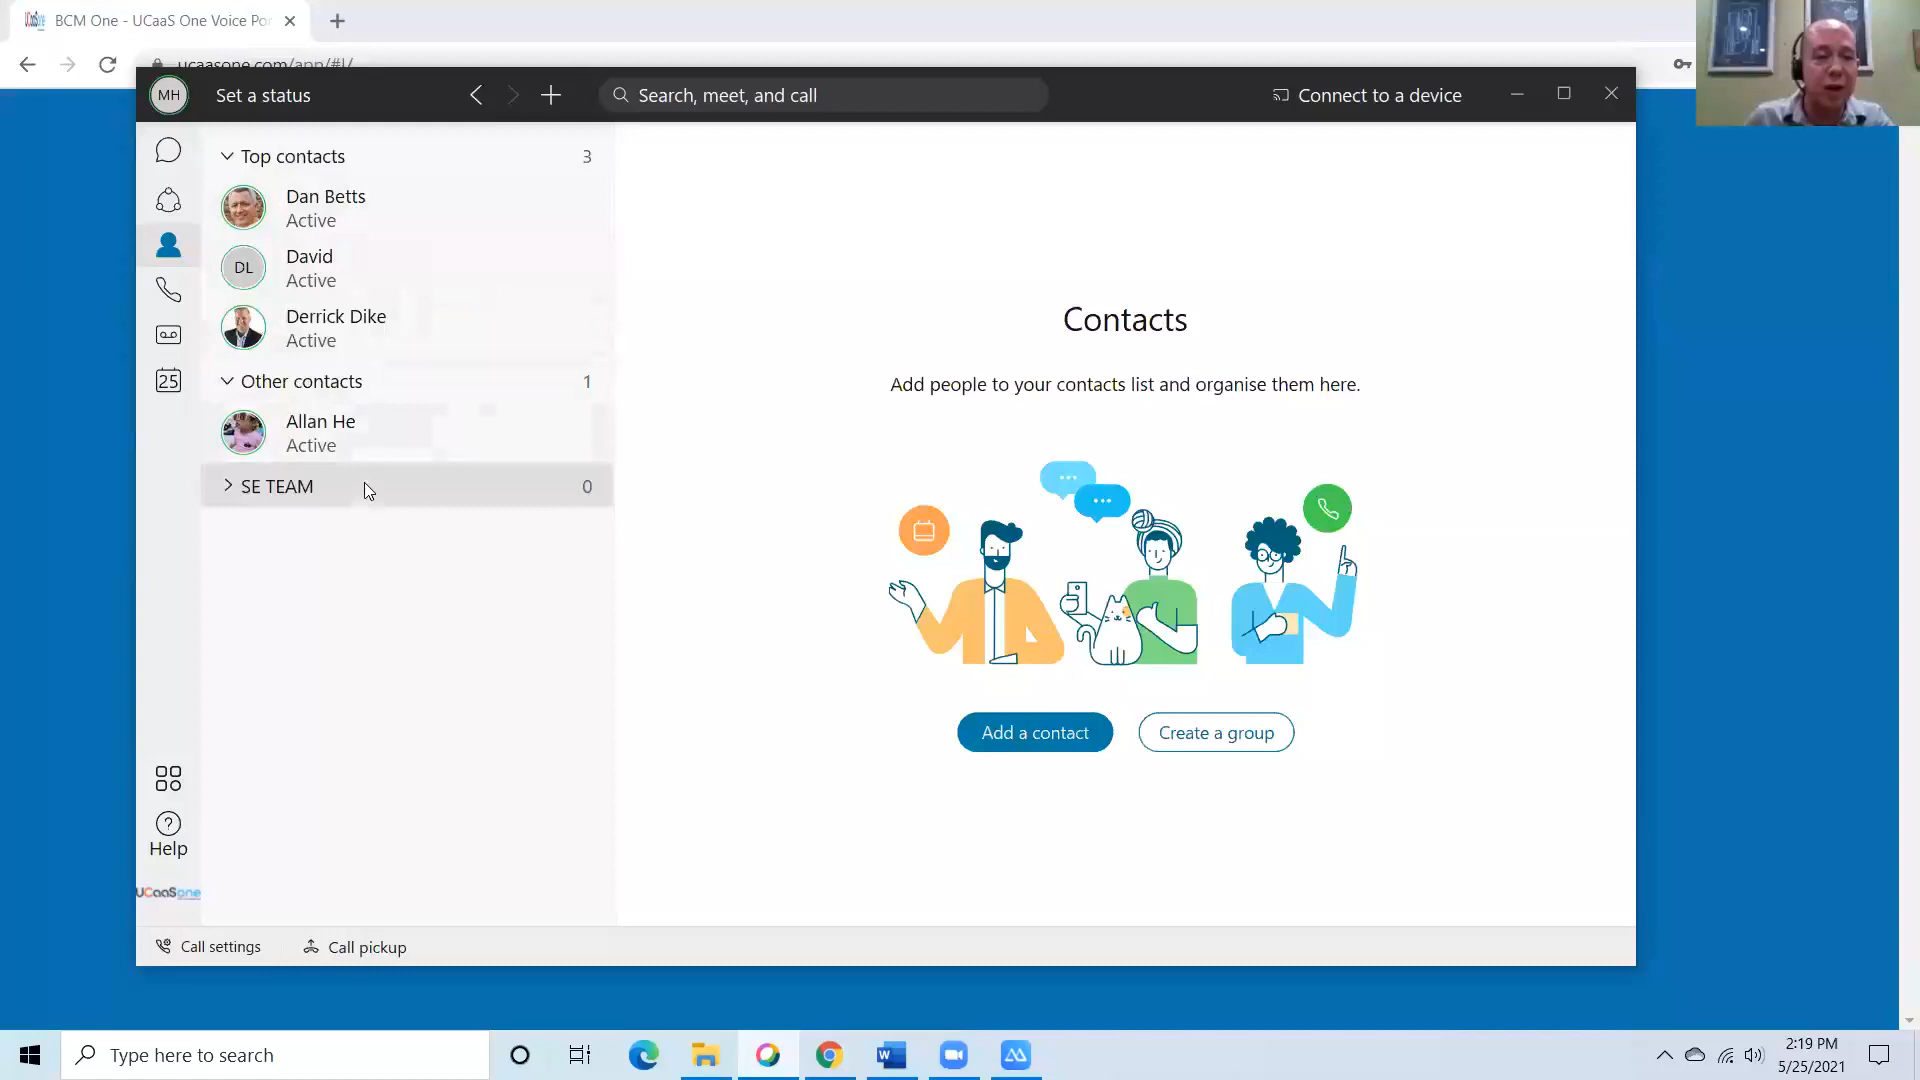 BCM One - UCaaS One Voice Por
ucaasone.com/app/#!/
MH
Set a status
Search, meet, and call
Connect to a device
Top contacts
3
Dan Betts
Active
DL
David
Active
Derrick Dike
Active
25
Other contacts
1
Allan He
Active
SE TEAM
0
Contacts
Add people to your contacts list and organise them here.
Add a contact
Create a group
Help
UCaaSone
Call settings
Call pickup
Type here to search
2:19 PM
5/25/2021